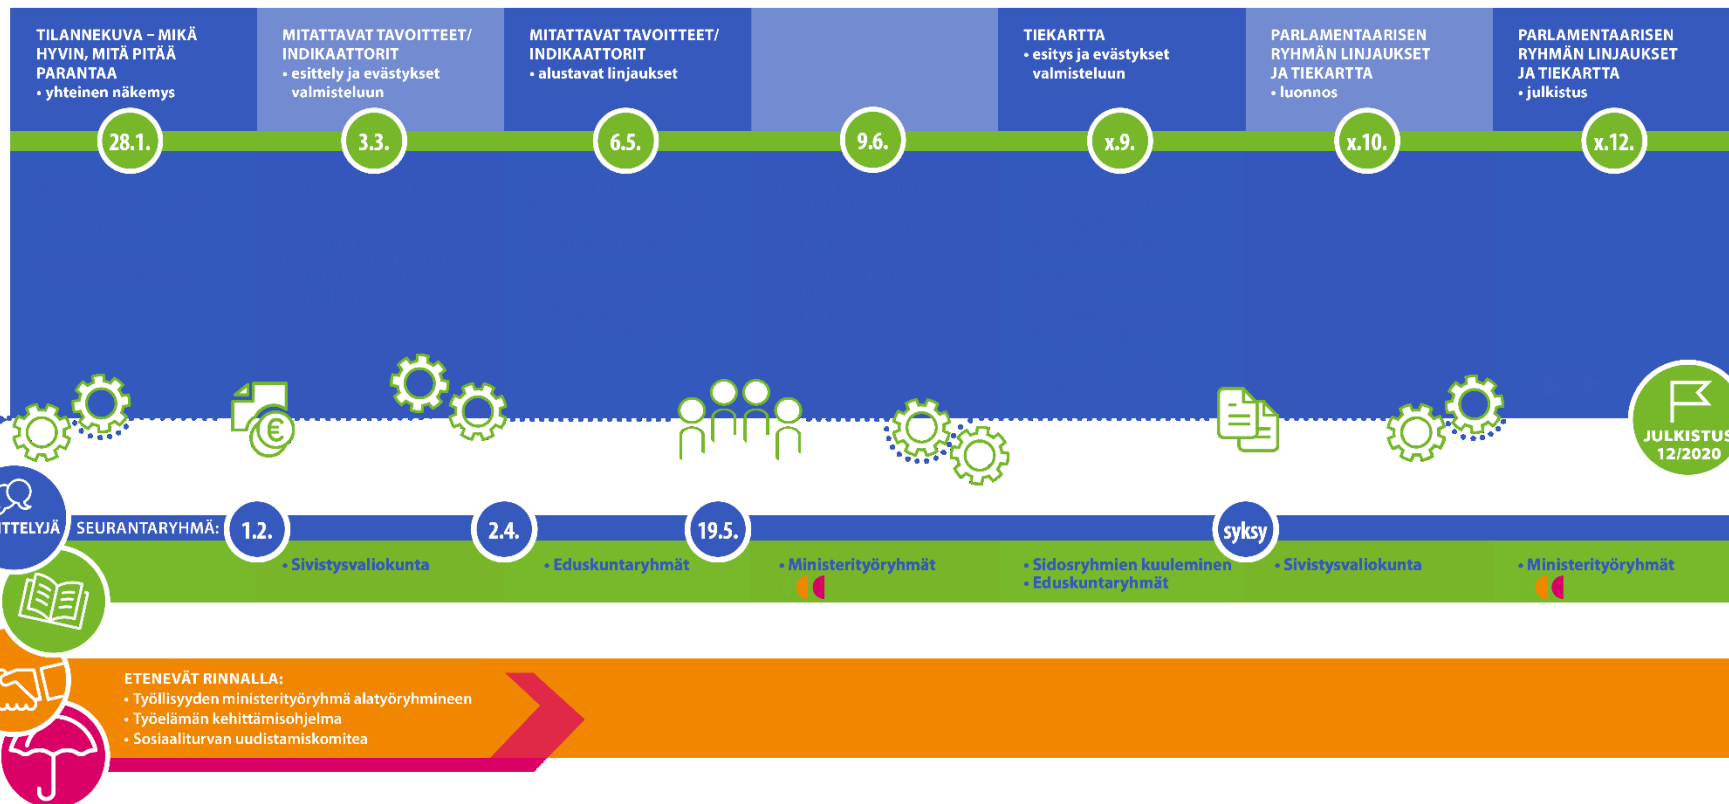 TILANNEKUVA – MIKÄ
HYVIN, MITÄ PITÄÄ
PARANTAA
• yhteinen näkemys
28.1.
MITATTAVAT TAVOITTEET/
INDIKAATTORIT
• esittely ja evästykset
valmisteluun
3.3.
MITATTAVAT TAVOITTEET/
INDIKAATTORIT
• alustavat linjaukset
6.5.
9.6.
TIEKARTTA
• esitys ja evästykset
valmisteluun
x.9.
PARLAMENTAARISEN
RYHMÄN LINJAUKSET
JA TIEKARTTA
• luonnos
x.10.
PARLAMENTAARISEN
RYHMÄN LINJAUKSET
JA TIEKARTTA
• julkistus
x.12.
€
JULKISTUS
12/2020
ITTELYJÄ
SEURANTARYHMÄ:
1.2.
2.4.
19.5.
syksy
• Sivistysvaliokunta
• Eduskuntaryhmät
• Ministerityöryhmät
• Sidosryhmien kuuleminen
• Eduskuntaryhmät
• Sivistysvaliokunta
• Ministerityöryhmät
ETENEVÄT RINNALLA:
• Työllisyyden ministerityöryhmä alatyöryhmineen
• Työelämän kehittämisohjelma
• Sosiaaliturvan uudistamiskomitea